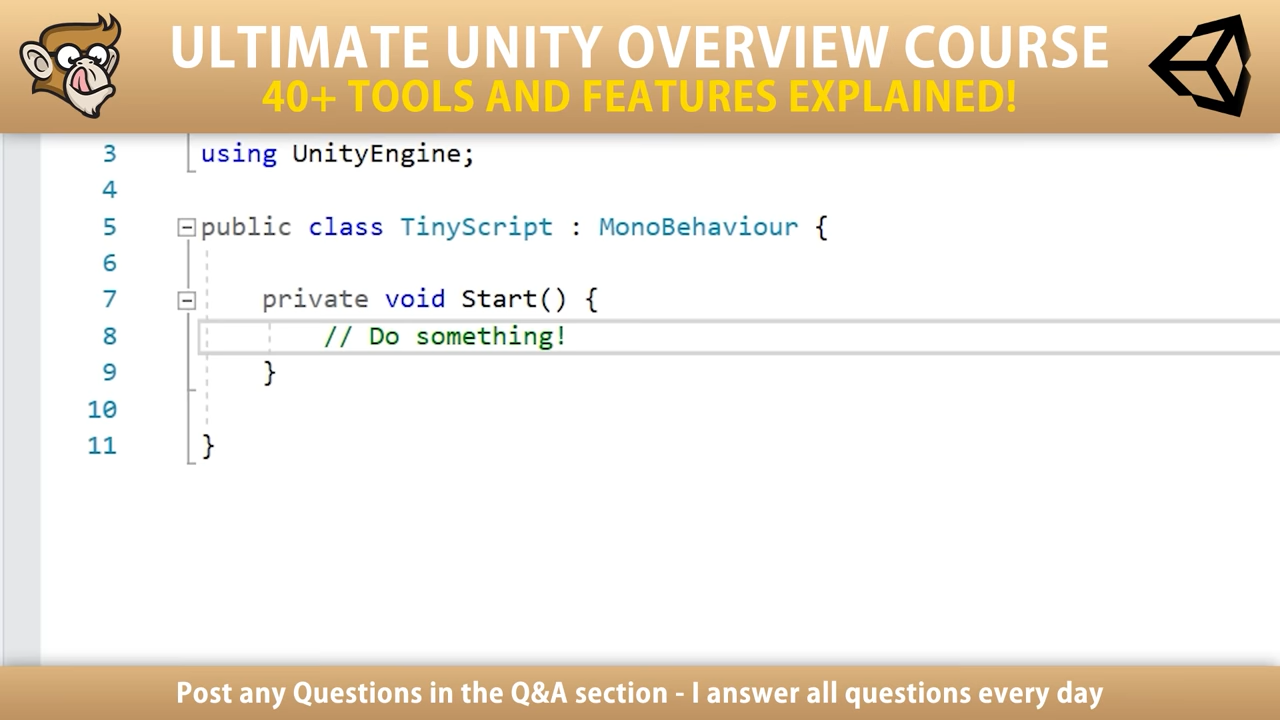 ULTIMATE UNITY OVERVIEW COURSE
40+ TOOLS AND FEATURES EXPLAINED!
3 using UnityEngine;
4
5 public class TinyScript : MonoBehaviour {
6
7 private void Start() {
8 // Do something!
9 }
10
11 }
Post any Questions in the Q&A section - I answer all questions every day